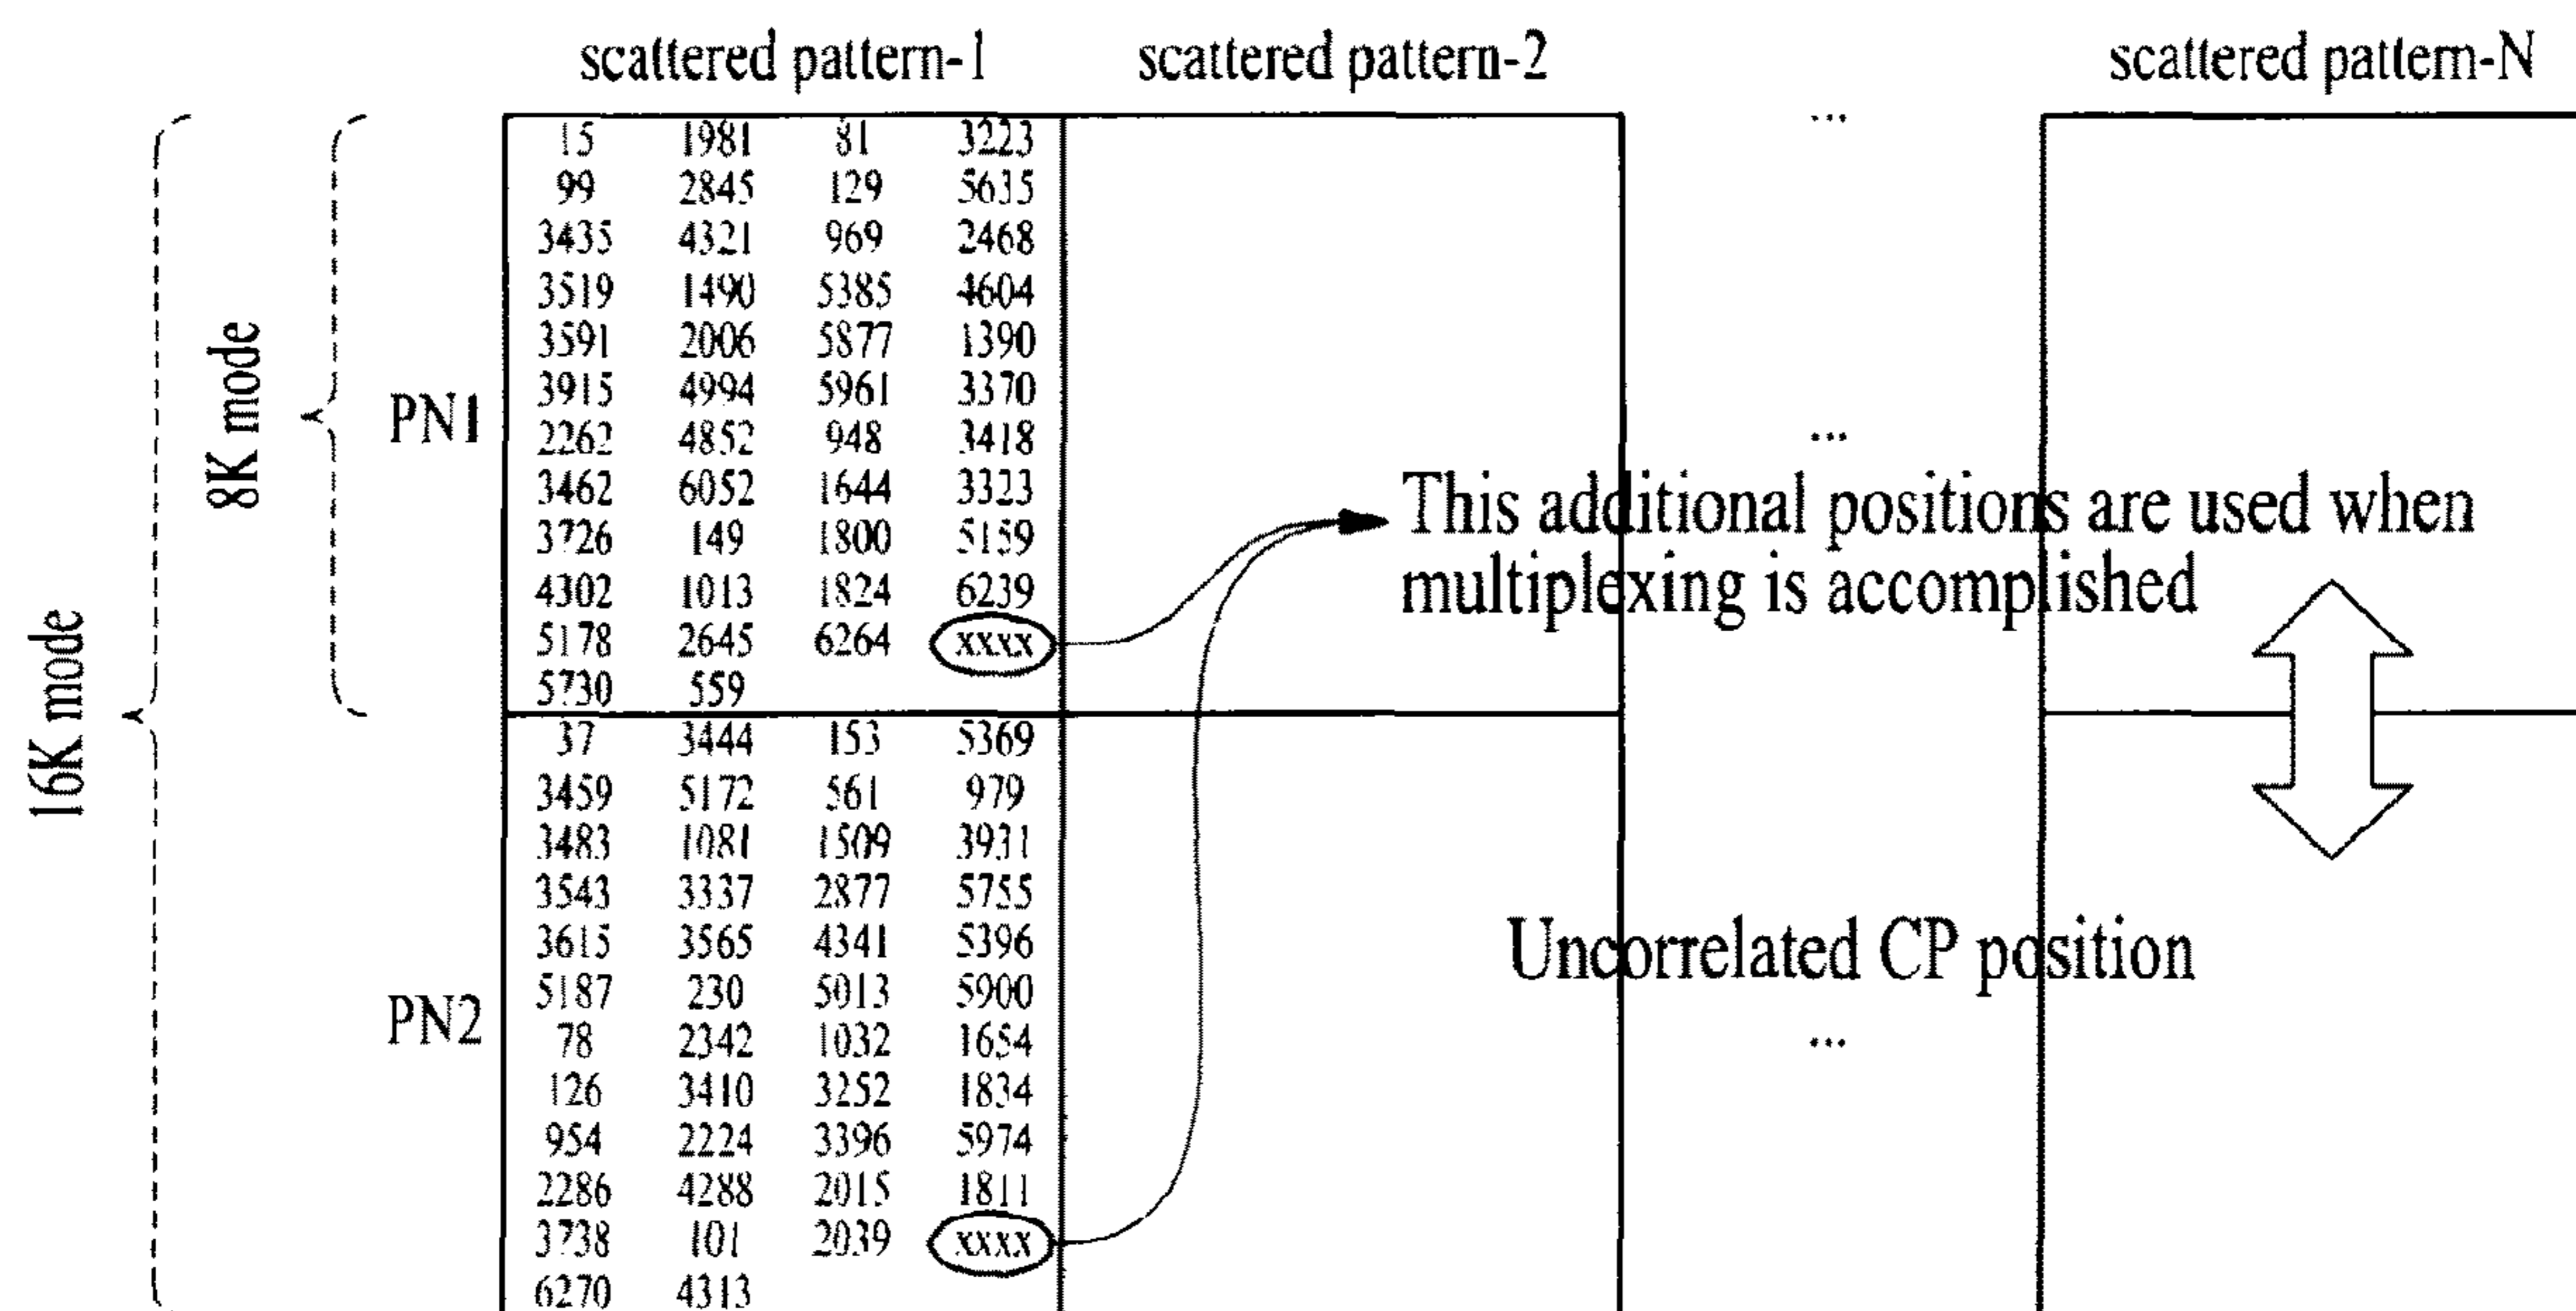 scattered pattern-1 scattered pattern-2 scattered pattern-N
...
15 1981 81 3223
99 2845 129 5635
3435 4321 969 2468
3519 1490 5385 4604
3591 2006 5877 1390
3915 4994 5961 3370
8K mode
PN1
2262 4852 948 3418
...
3462 6052 1644 3323
This additional positions are used when
3726 149 1800 5159
multiplexing is accomplished
4302 1013 1824 6239
5178 2645 6264 xxxx
5730 559
16K mode
37 3444 153 5369
3459 5172 561 979
3483 1081 1509 3931
3543 3337 2877 5755
3615 3565 4341 5396
Uncorrelated CP position
5187 230 5013 5900
PN2
78 2342 1032 1654
...
126 3410 3252 1834
954 2224 3396 5974
2286 4288 2015 1811
3738 101 2039 xxxx
6270 4313